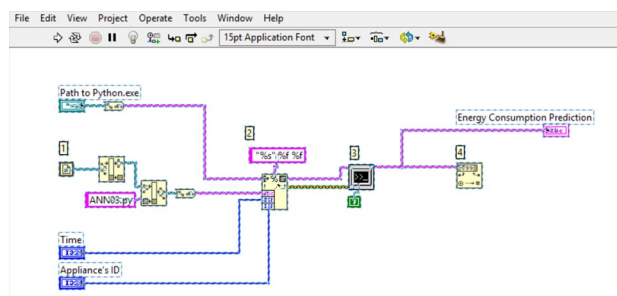 File Edit View Project Operate Tools Window Help
15pt Application Font
Path to Python.exe
Energy Consumption Prediction
1
2
3
4
"%s" %f %f
ANN03.py
Time
Appliance's ID